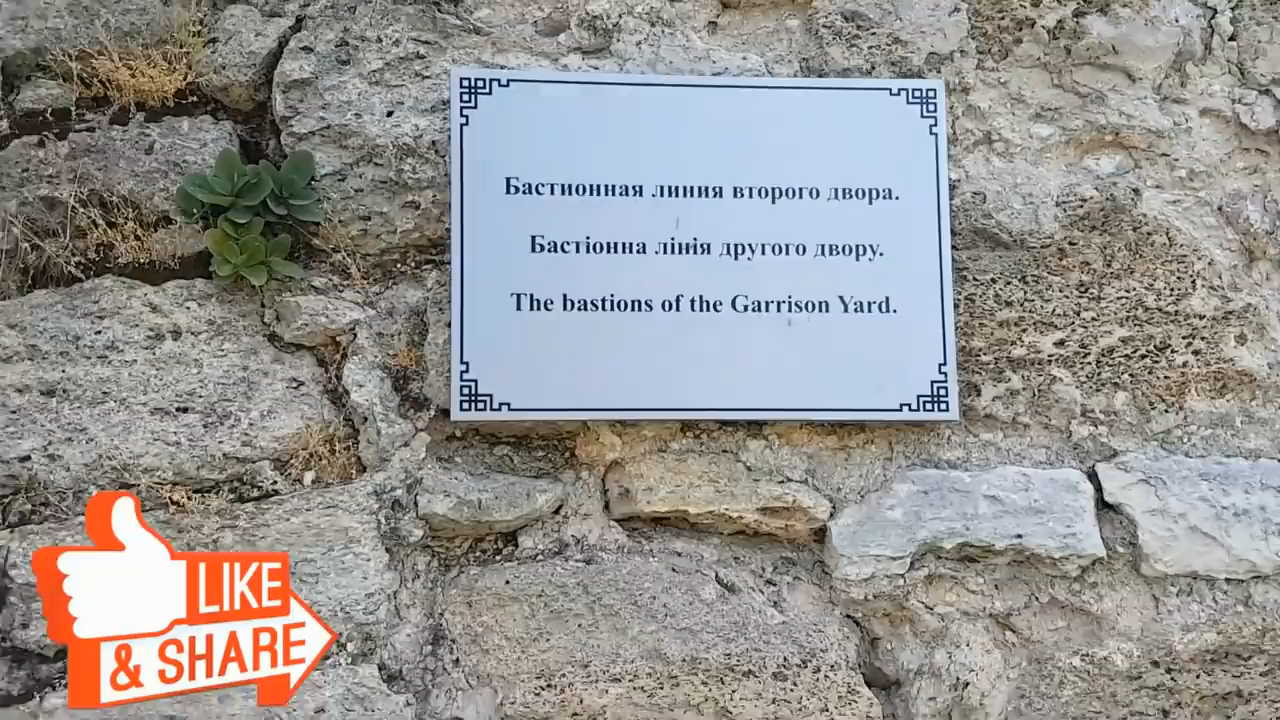 Бастионная линия второго двора.
Бастіонна лінія другого двору.
The bastions of the Garrison Yard.
LIKE
& SHARE